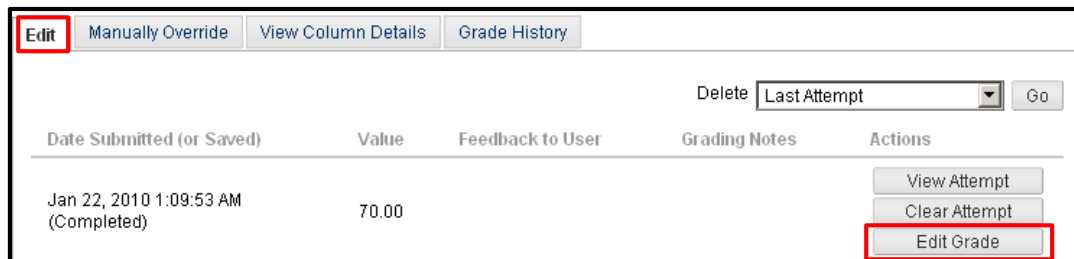 Edit Manually Override View Column Details Grade History
Delete Last Attempt Go
Date Submitted (or Saved) Value Feedback to User Grading Notes Actions
View Attempt
Jan 22, 2010 1:09:53 AM
(Completed) 70.00 Clear Attempt
Edit Grade